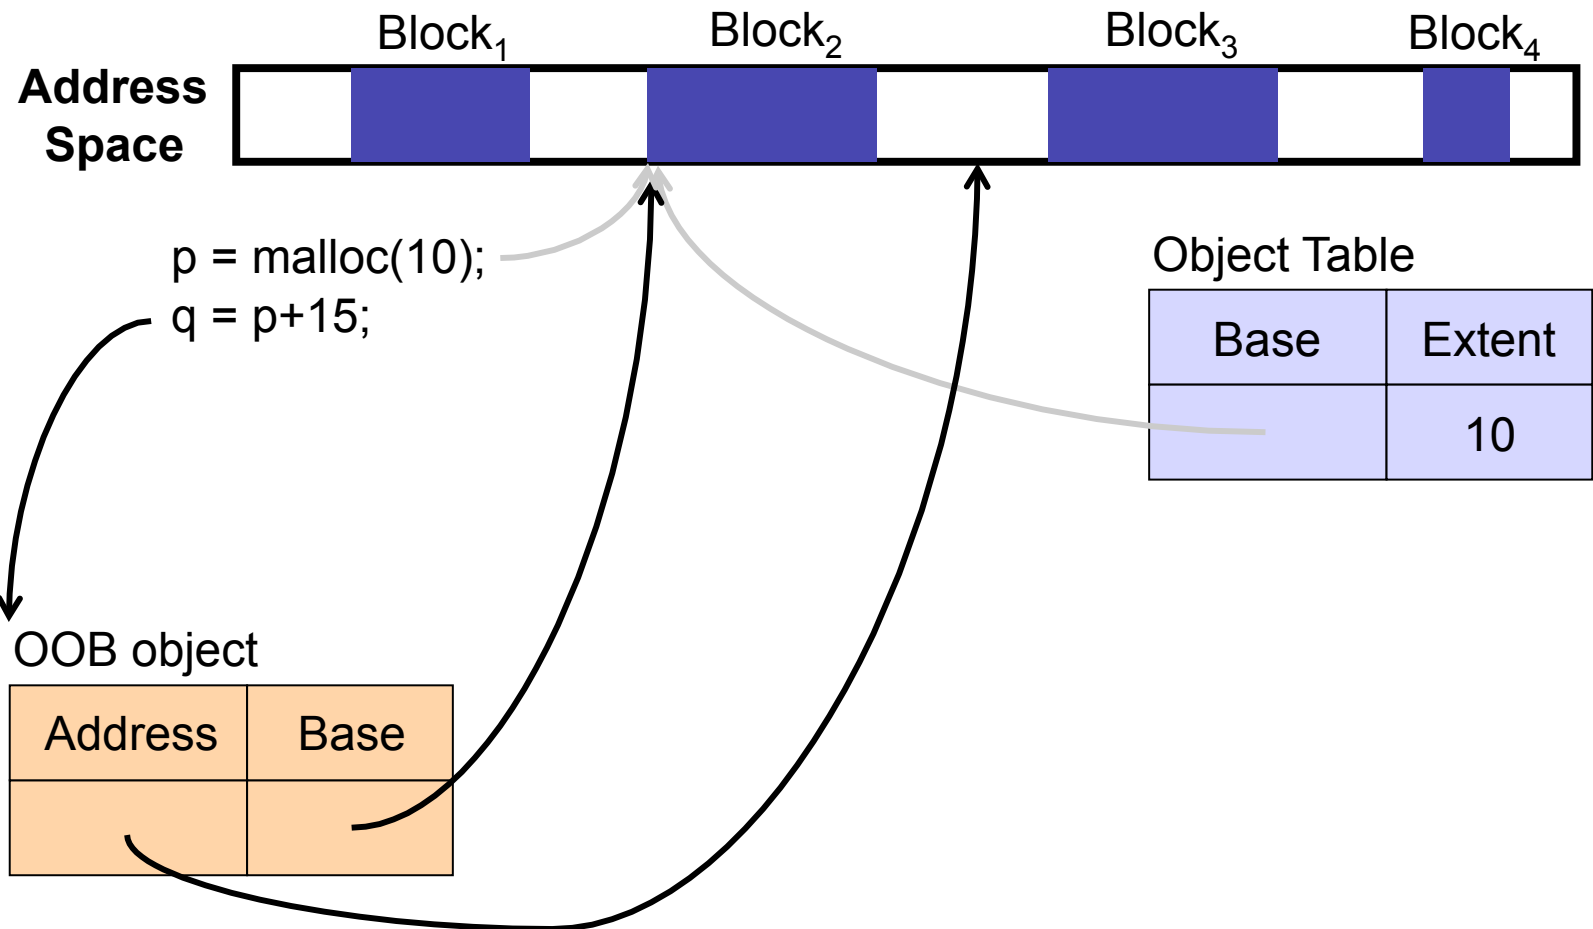 Block₁ Block₂ Block₃ Block₄
Address
Space
p = malloc(10);
q = p+15;
Object Table
Base Extent
10
OOB object
Address Base